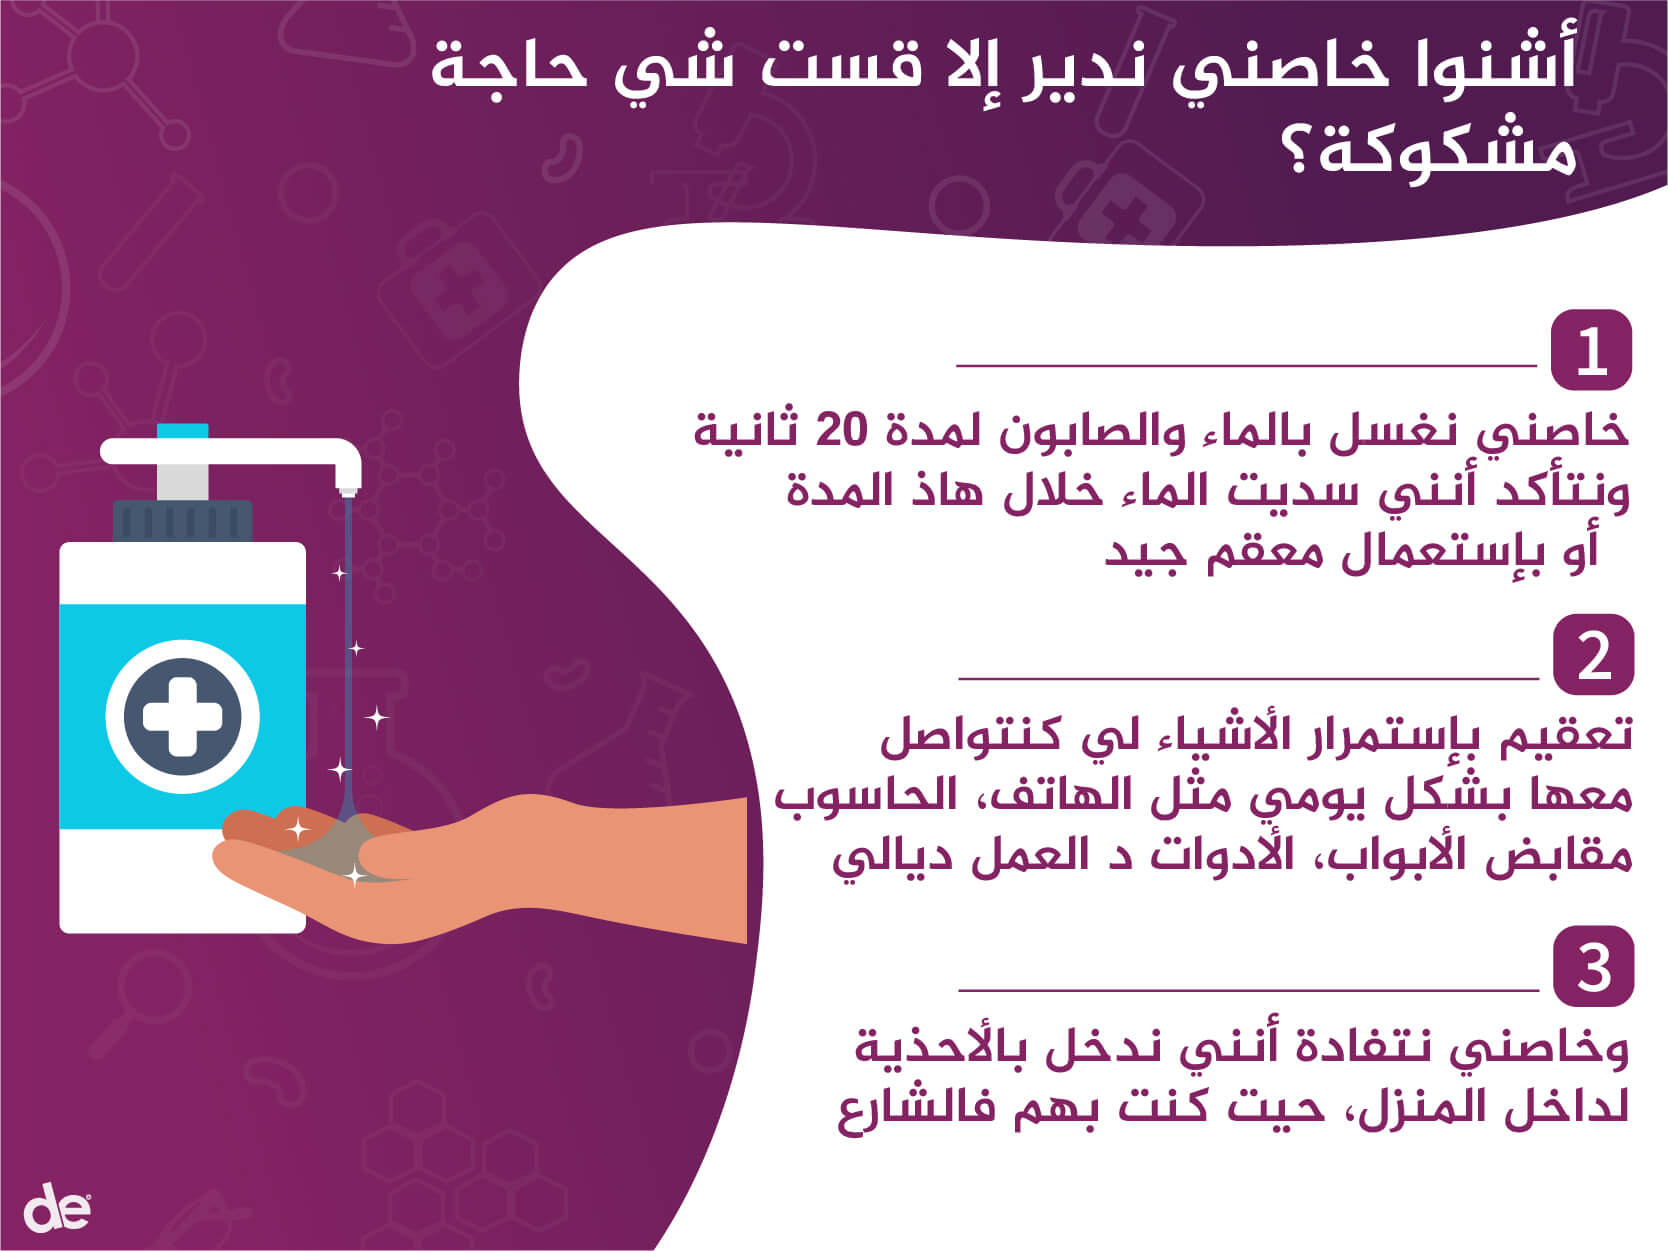 أشنوا خاصني ندير إلا قست شي حاجة
مشكوكة؟
1
خاصني نغسل بالماء والصابون لمدة 20 ثانية
ونتأكد أنني سديت الماء خلال هاذ المدة
أو بإستعمال معقم جيد
2
تعقيم بإستمرار الأشياء لي كنتواصل
معها بشكل يومي مثل الهاتف، الحاسوب
مقابض الأبواب، الأدوات د العمل ديالي
3
وخاصني نتفادة أنني ندخل بالأحذية
لداخل المنزل، حيت كنت بهم فالشارع
de